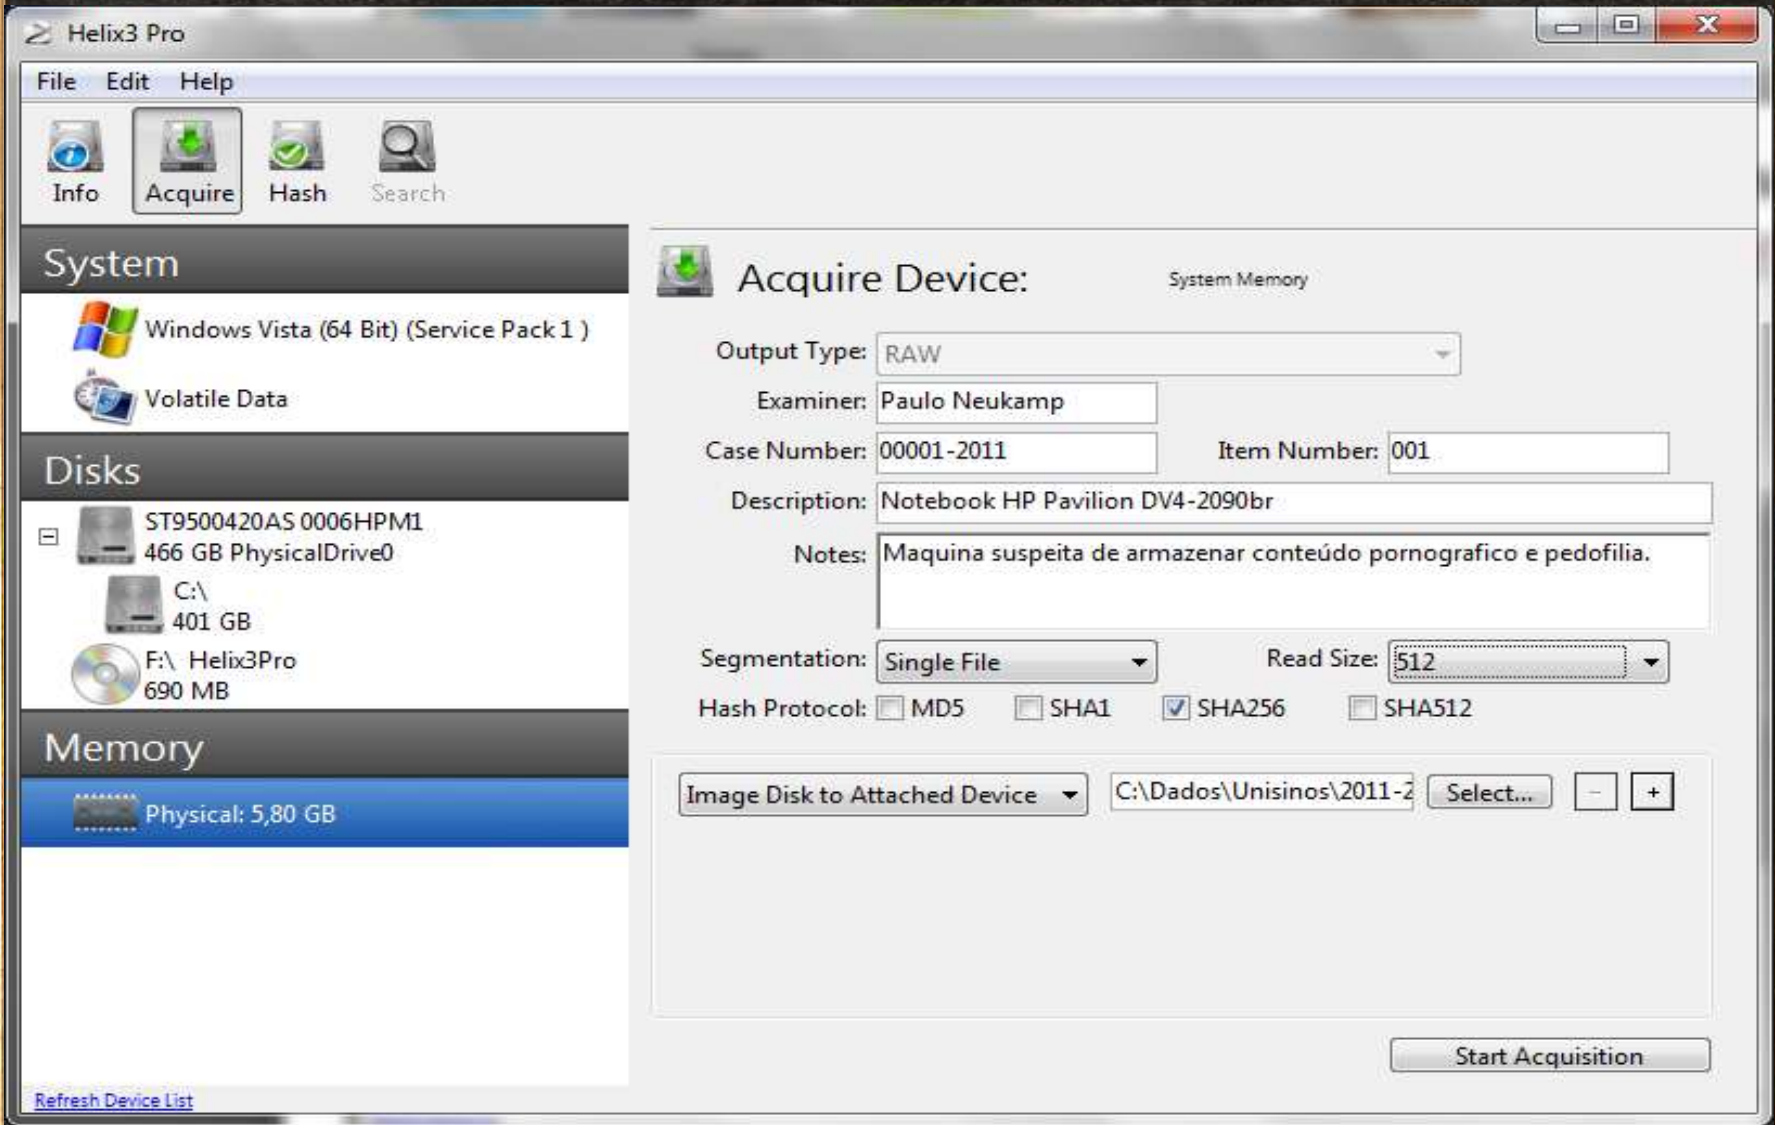 Helix3 Pro
File Edit Help
Info Acquire Hash Search
System
Windows Vista (64 Bit) (Service Pack 1 )
Volatile Data
Disks
ST9500420AS 0006HPM1
466 GB PhysicalDrive0
C:\
401 GB
F:\ Helix3Pro
690 MB
Memory
Physical: 5,80 GB
Refresh Device List
Acquire Device: System Memory
Output Type: RAW
Examiner: Paulo Neukamp
Case Number: 00001-2011 Item Number: 001
Description: Notebook HP Pavilion DV4-2090br
Notes: Maquina suspeita de armazenar conteúdo pornografico e pedofilia.
Segmentation: Single File Read Size: 512
Hash Protocol: MD5 SHA1 SHA256 SHA512
Image Disk to Attached Device C:\Dados\Unisinos\2011-2 Select... - +
Start Acquisition